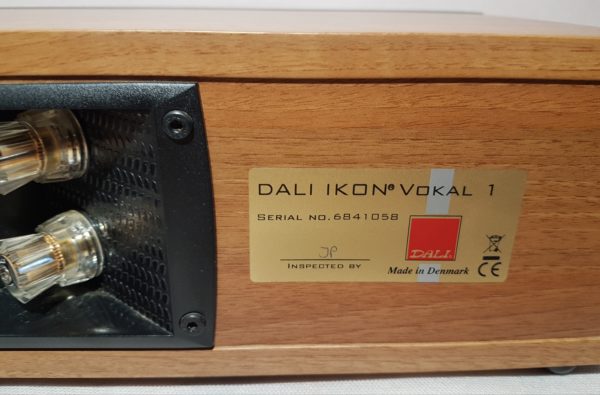 DALI IKON® VOKAL 1
SERIAL NO. 6841058
JP
INSPECTED BY
DALI
Made in Denmark
CE